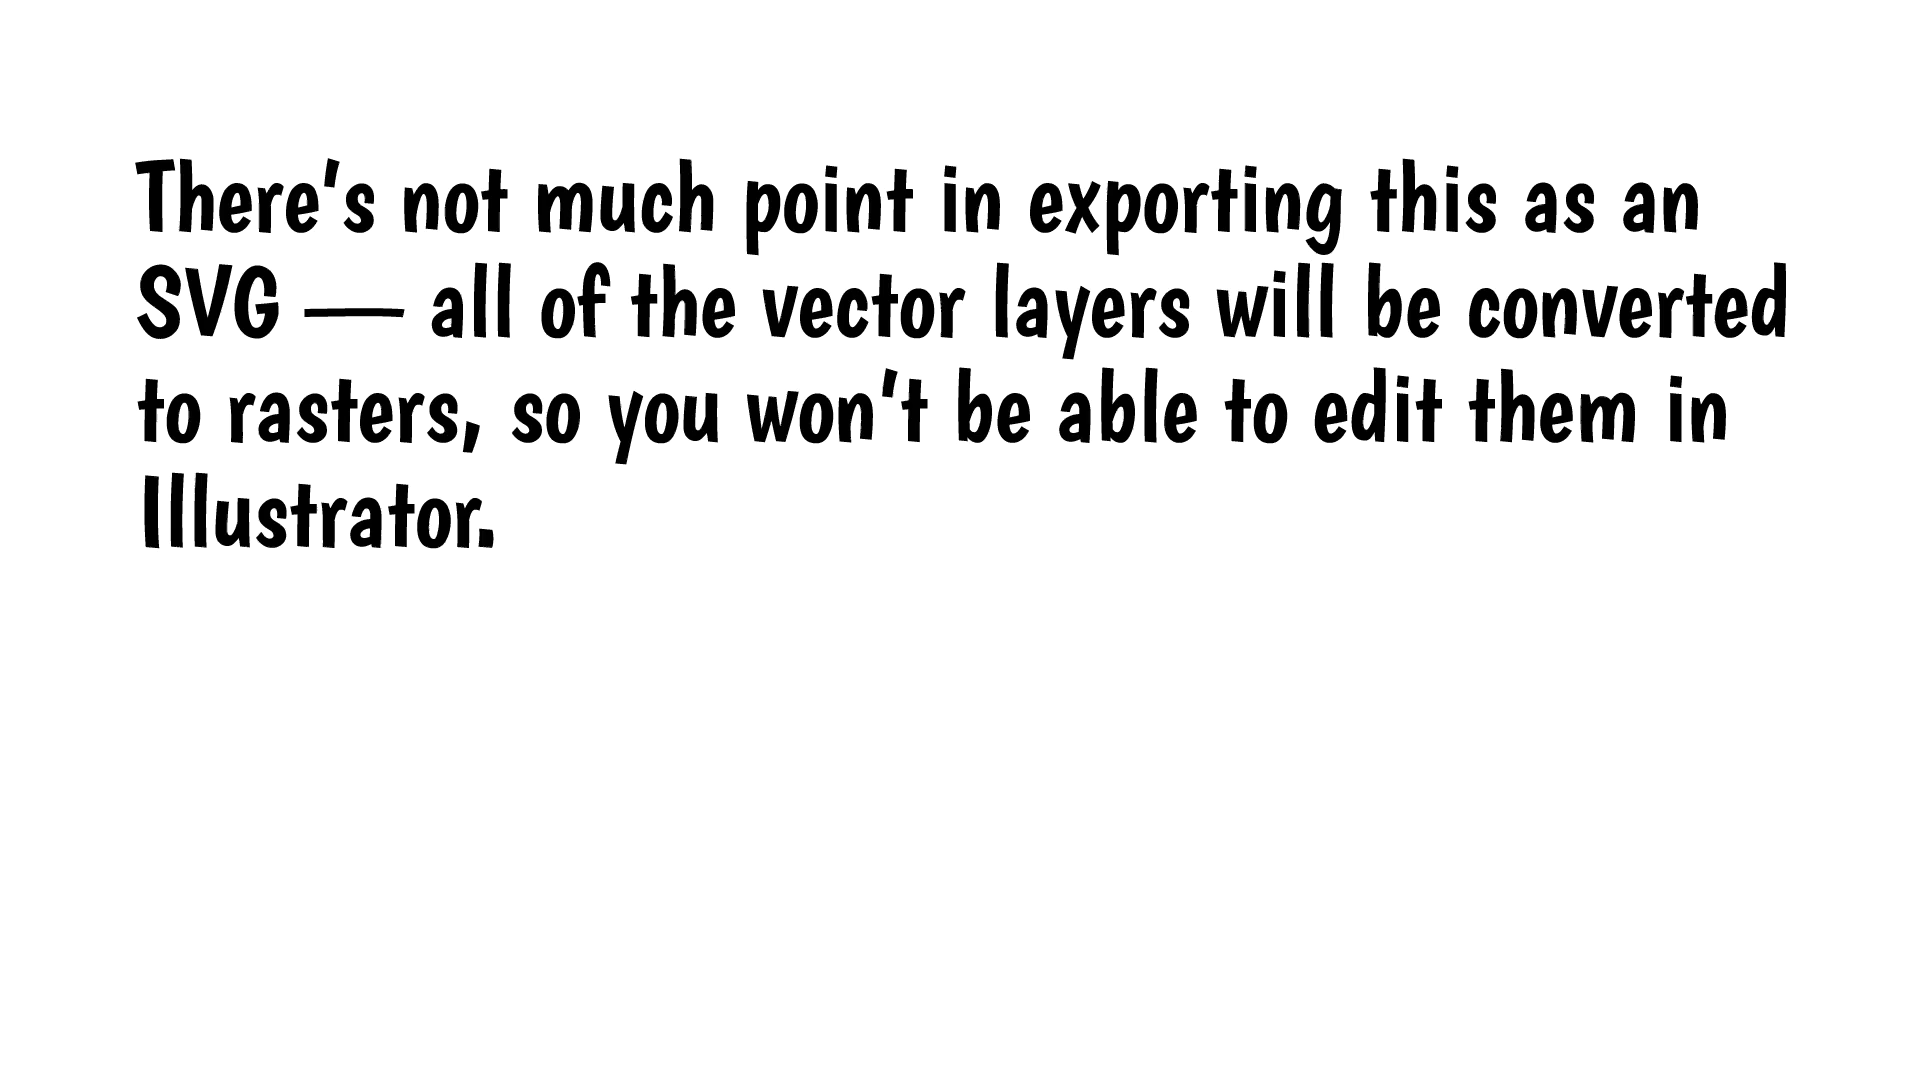 There's not much point in exporting this as an
SVG — all of the vector layers will be converted
to rasters, so you won't be able to edit them in
Illustrator.